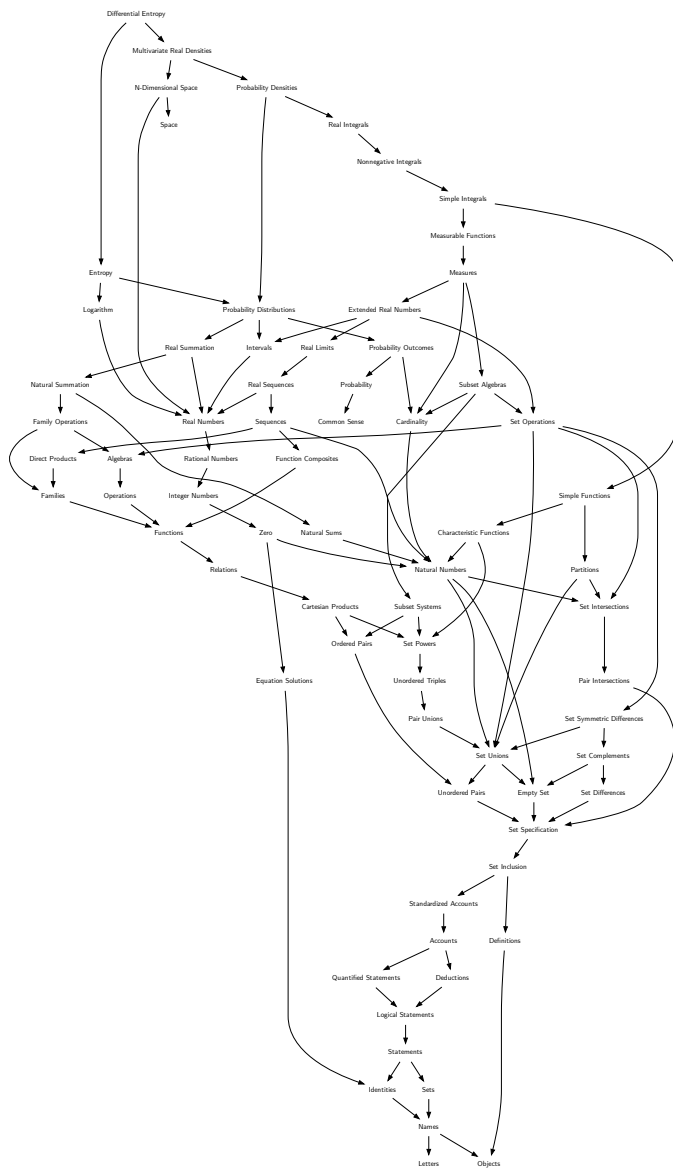 Differential Entropy
Multivariate Real Densities
N-Dimensional Space
Probability Densities
Space
Real Integrals
Nonnegative Integrals
Simple Integrals
Measurable Functions
Entropy
Measures
Logarithm
Probability Distributions
Extended Real Numbers
Real Summation
Intervals
Real Limits
Probability Outcomes
Natural Summation
Real Sequences
Probability
Subset Algebras
Family Operations
Real Numbers
Sequences
Common Sense
Cardinality
Set Operations
Direct Products
Algebras
Rational Numbers
Function Composites
Families
Operations
Integer Numbers
Simple Functions
Functions
Zero
Natural Sums
Characteristic Functions
Relations
Natural Numbers
Partitions
Cartesian Products
Subset Systems
Set Intersections
Ordered Pairs
Set Powers
Equation Solutions
Unordered Triples
Pair Intersections
Pair Unions
Set Symmetric Differences
Set Unions
Set Complements
Unordered Pairs
Empty Set
Set Differences
Set Specification
Set Inclusion
Standardized Accounts
Accounts
Definitions
Quantified Statements
Deductions
Logical Statements
Statements
Identities
Sets
Names
Letters
Objects